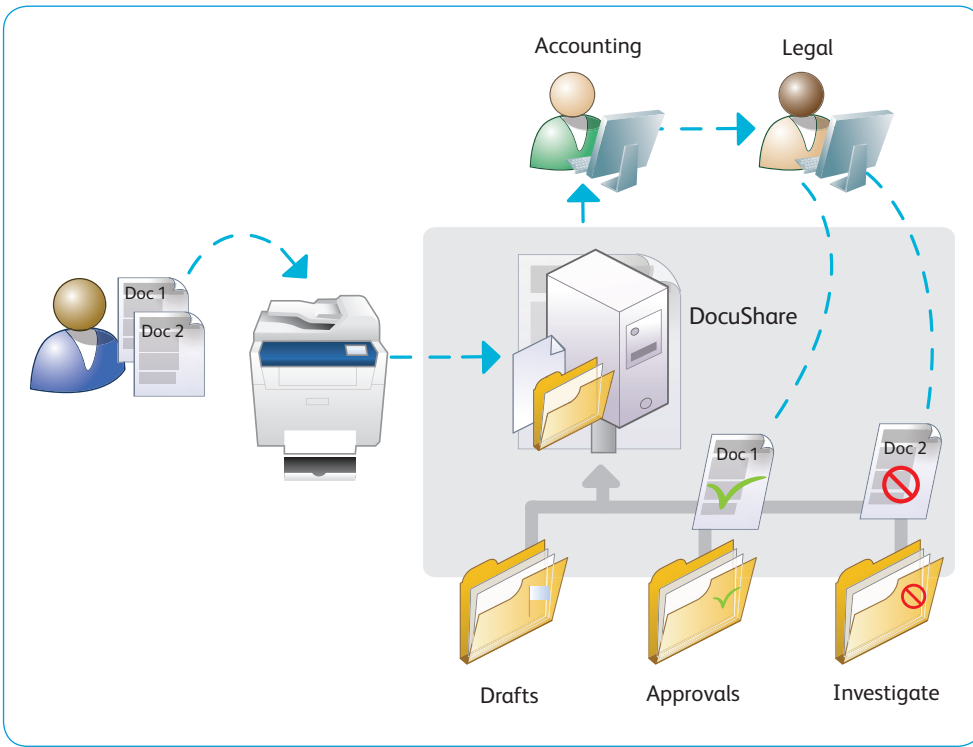 Accounting
Legal
Doc 1
Doc 2
DocuShare
Doc 1
Doc 2
Drafts
Approvals
Investigate